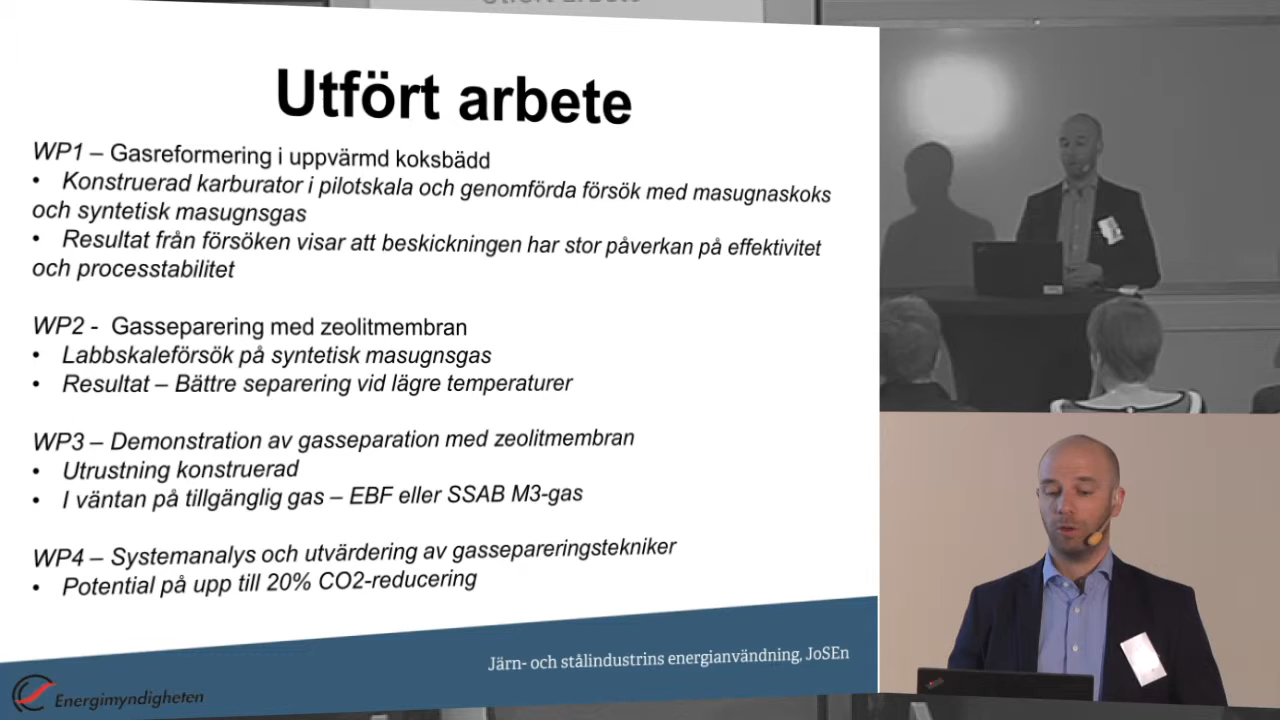 Utfört arbete
WP1 – Gasreformering i uppvärmd koksbädd
• Konstruerad karburator i pilotskala och genomförda försök med masugnaskoks
och syntetisk masugnsgas
• Resultat från försöken visar att beskickningen har stor påverkan på effektivitet
och processtabilitet
WP2 - Gasseparering med zeolitmembran
• Labbskaleförsök på syntetisk masugnsgas
• Resultat – Bättre separering vid lägre temperaturer
WP3 – Demonstration av gasseparation med zeolitmembran
• Utrustning konstruerad
• I väntan på tillgänglig gas – EBF eller SSAB M3-gas
WP4 – Systemanalys och utvärdering av gassepareringstekniker
• Potential på upp till 20% CO2-reducering
Järn- och stålindustrins energianvändning, JoSEn
Energimyndigheten